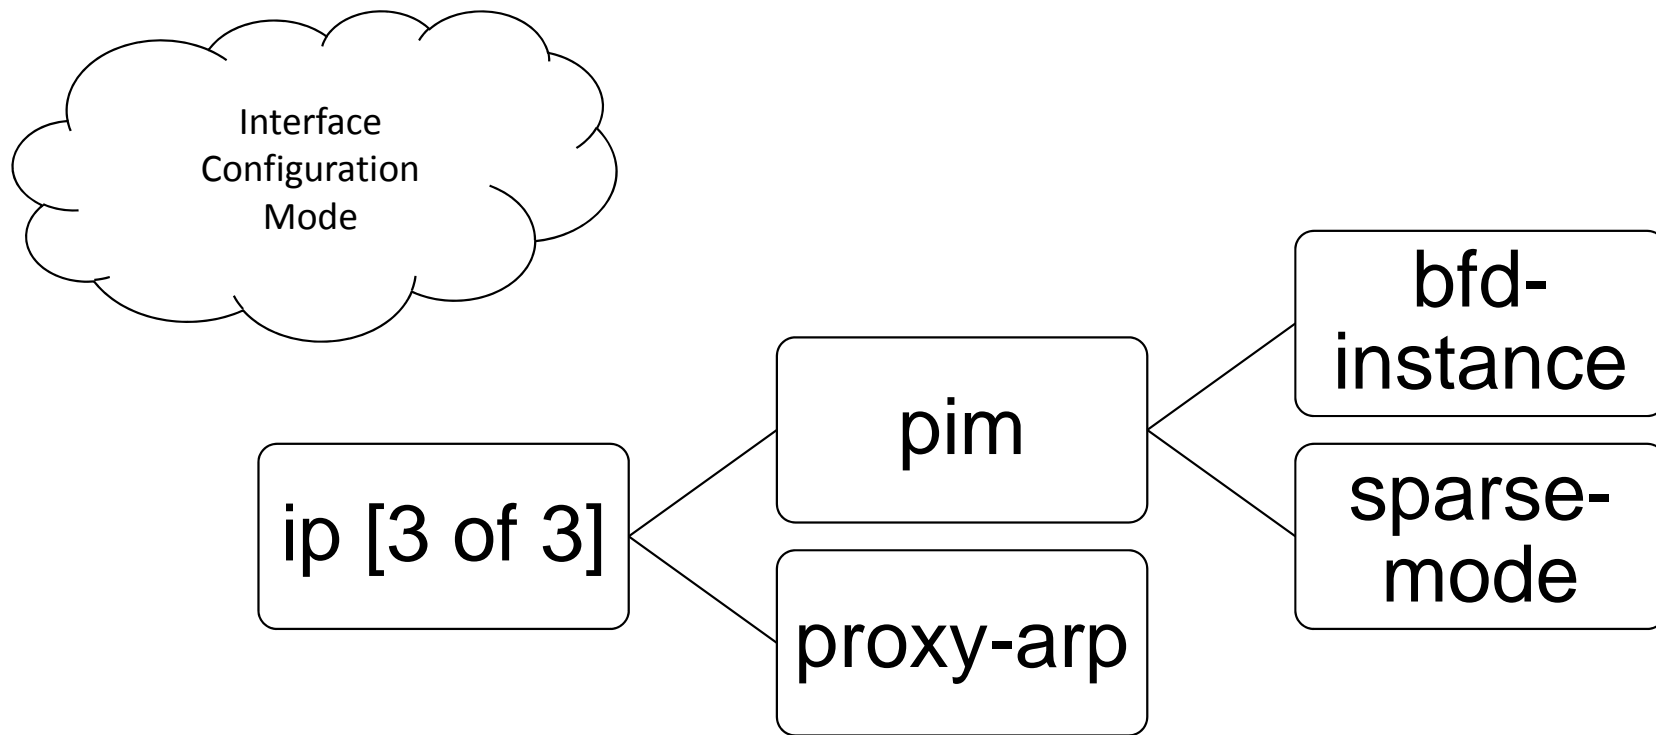 Interface
Configuration
Mode
ip [3 of 3]
pim
proxy-arp
bfd-
instance
sparse-
mode